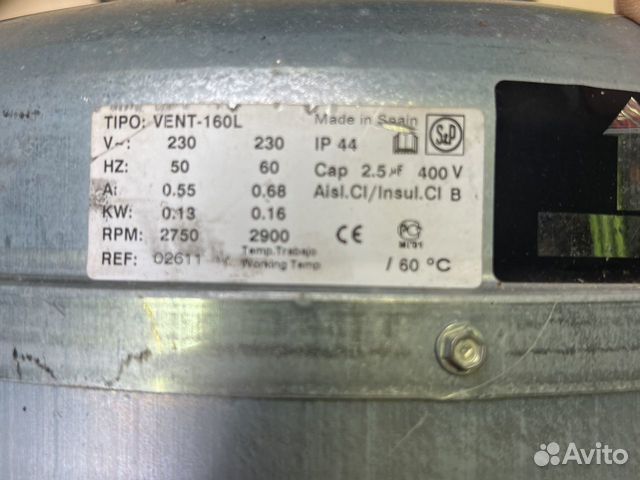 TIPO: VENT-160L Made in Spain S&P
V~: 230 230 IP 44
HZ: 50 60 Cap 2.5 µF 400 V
A: 0.55 0.68 Aisl.Cl/Insul.Cl B
KW: 0.13 0.16
RPM: 2750 2900 CE PC
Temp.Trabajo
REF: 02611 Working Temp / 60 °C
Avito